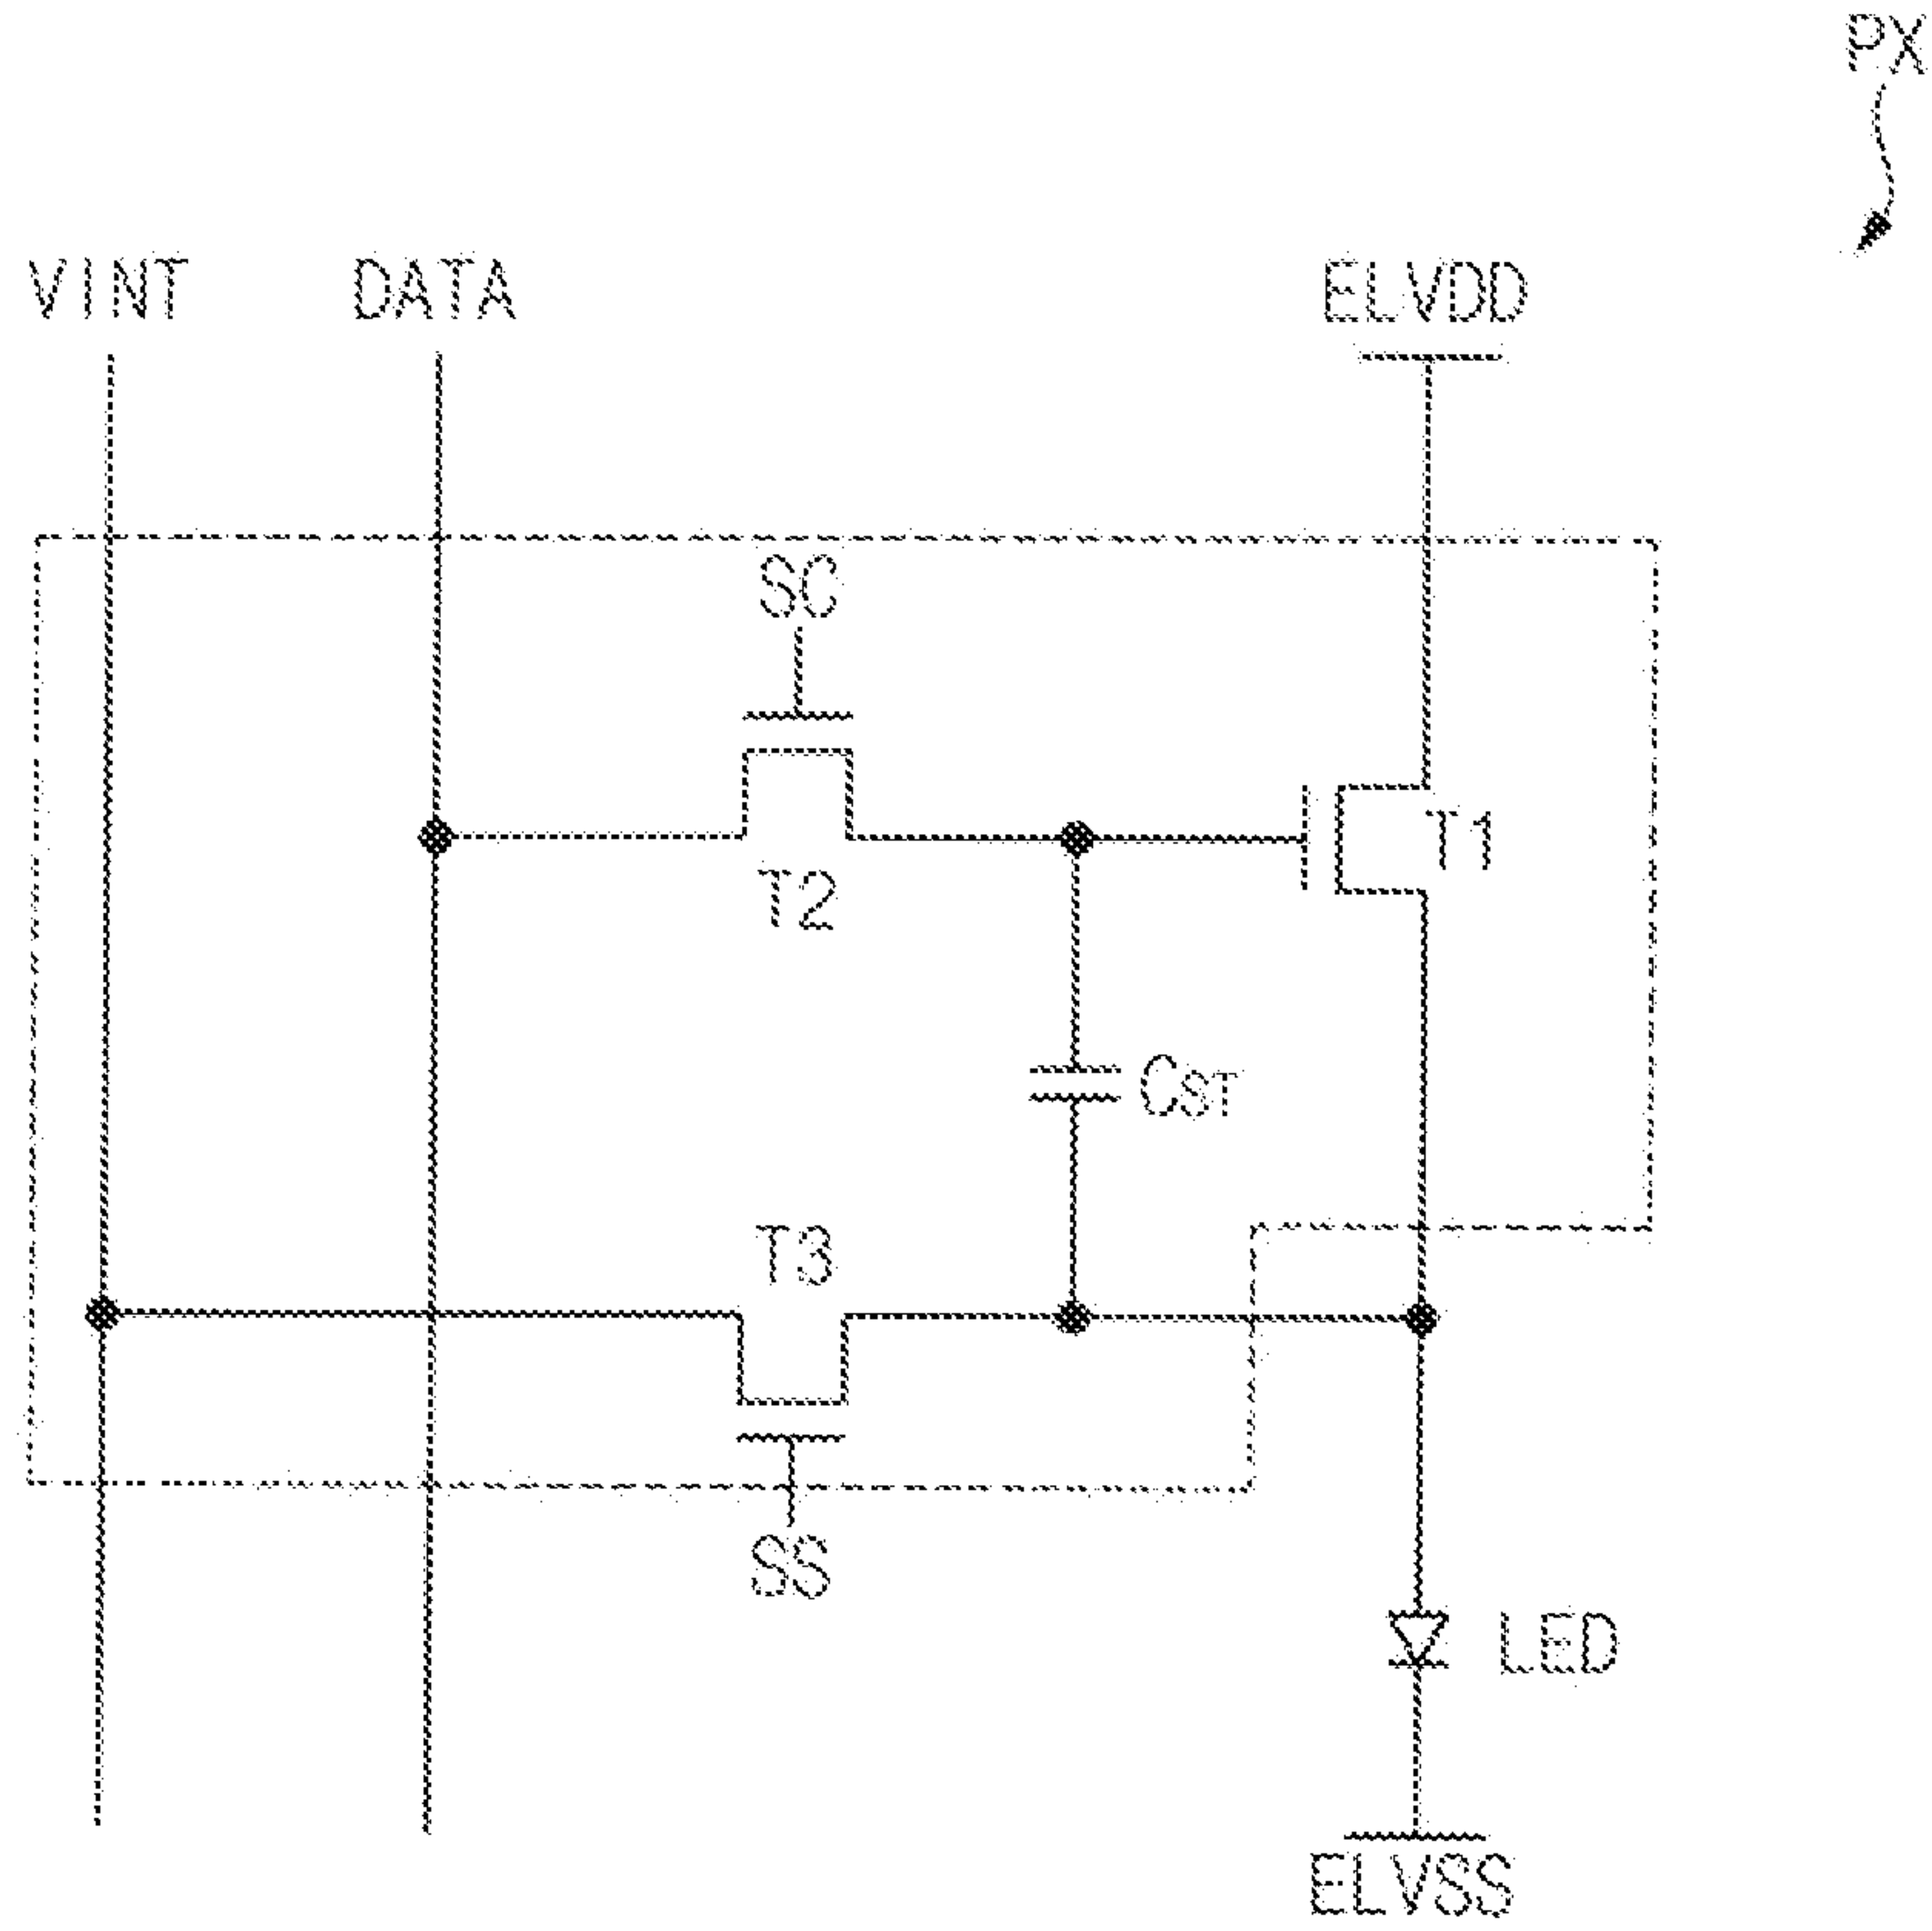 PX
VINT
DATA
ELVDD
SC
T1
T2
CST
T3
SS
LED
ELVSS